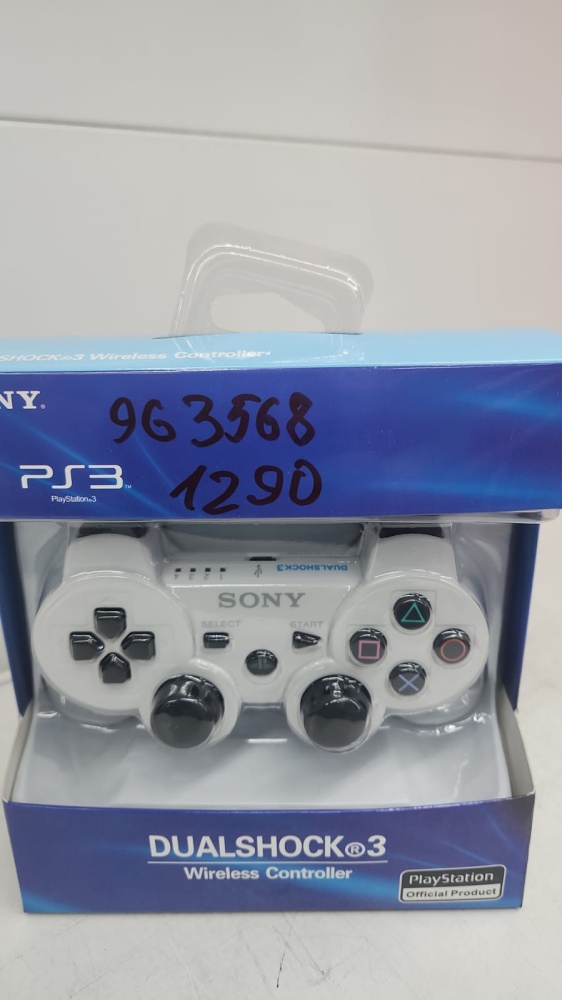 SHOCK®3 Wireless Controller
NY®
963568
PS3™
PlayStation®3
1290
DUALSHOCK3
SONY
SELECT
START
DUALSHOCK®3
Wireless Controller
PlayStation
Official Product